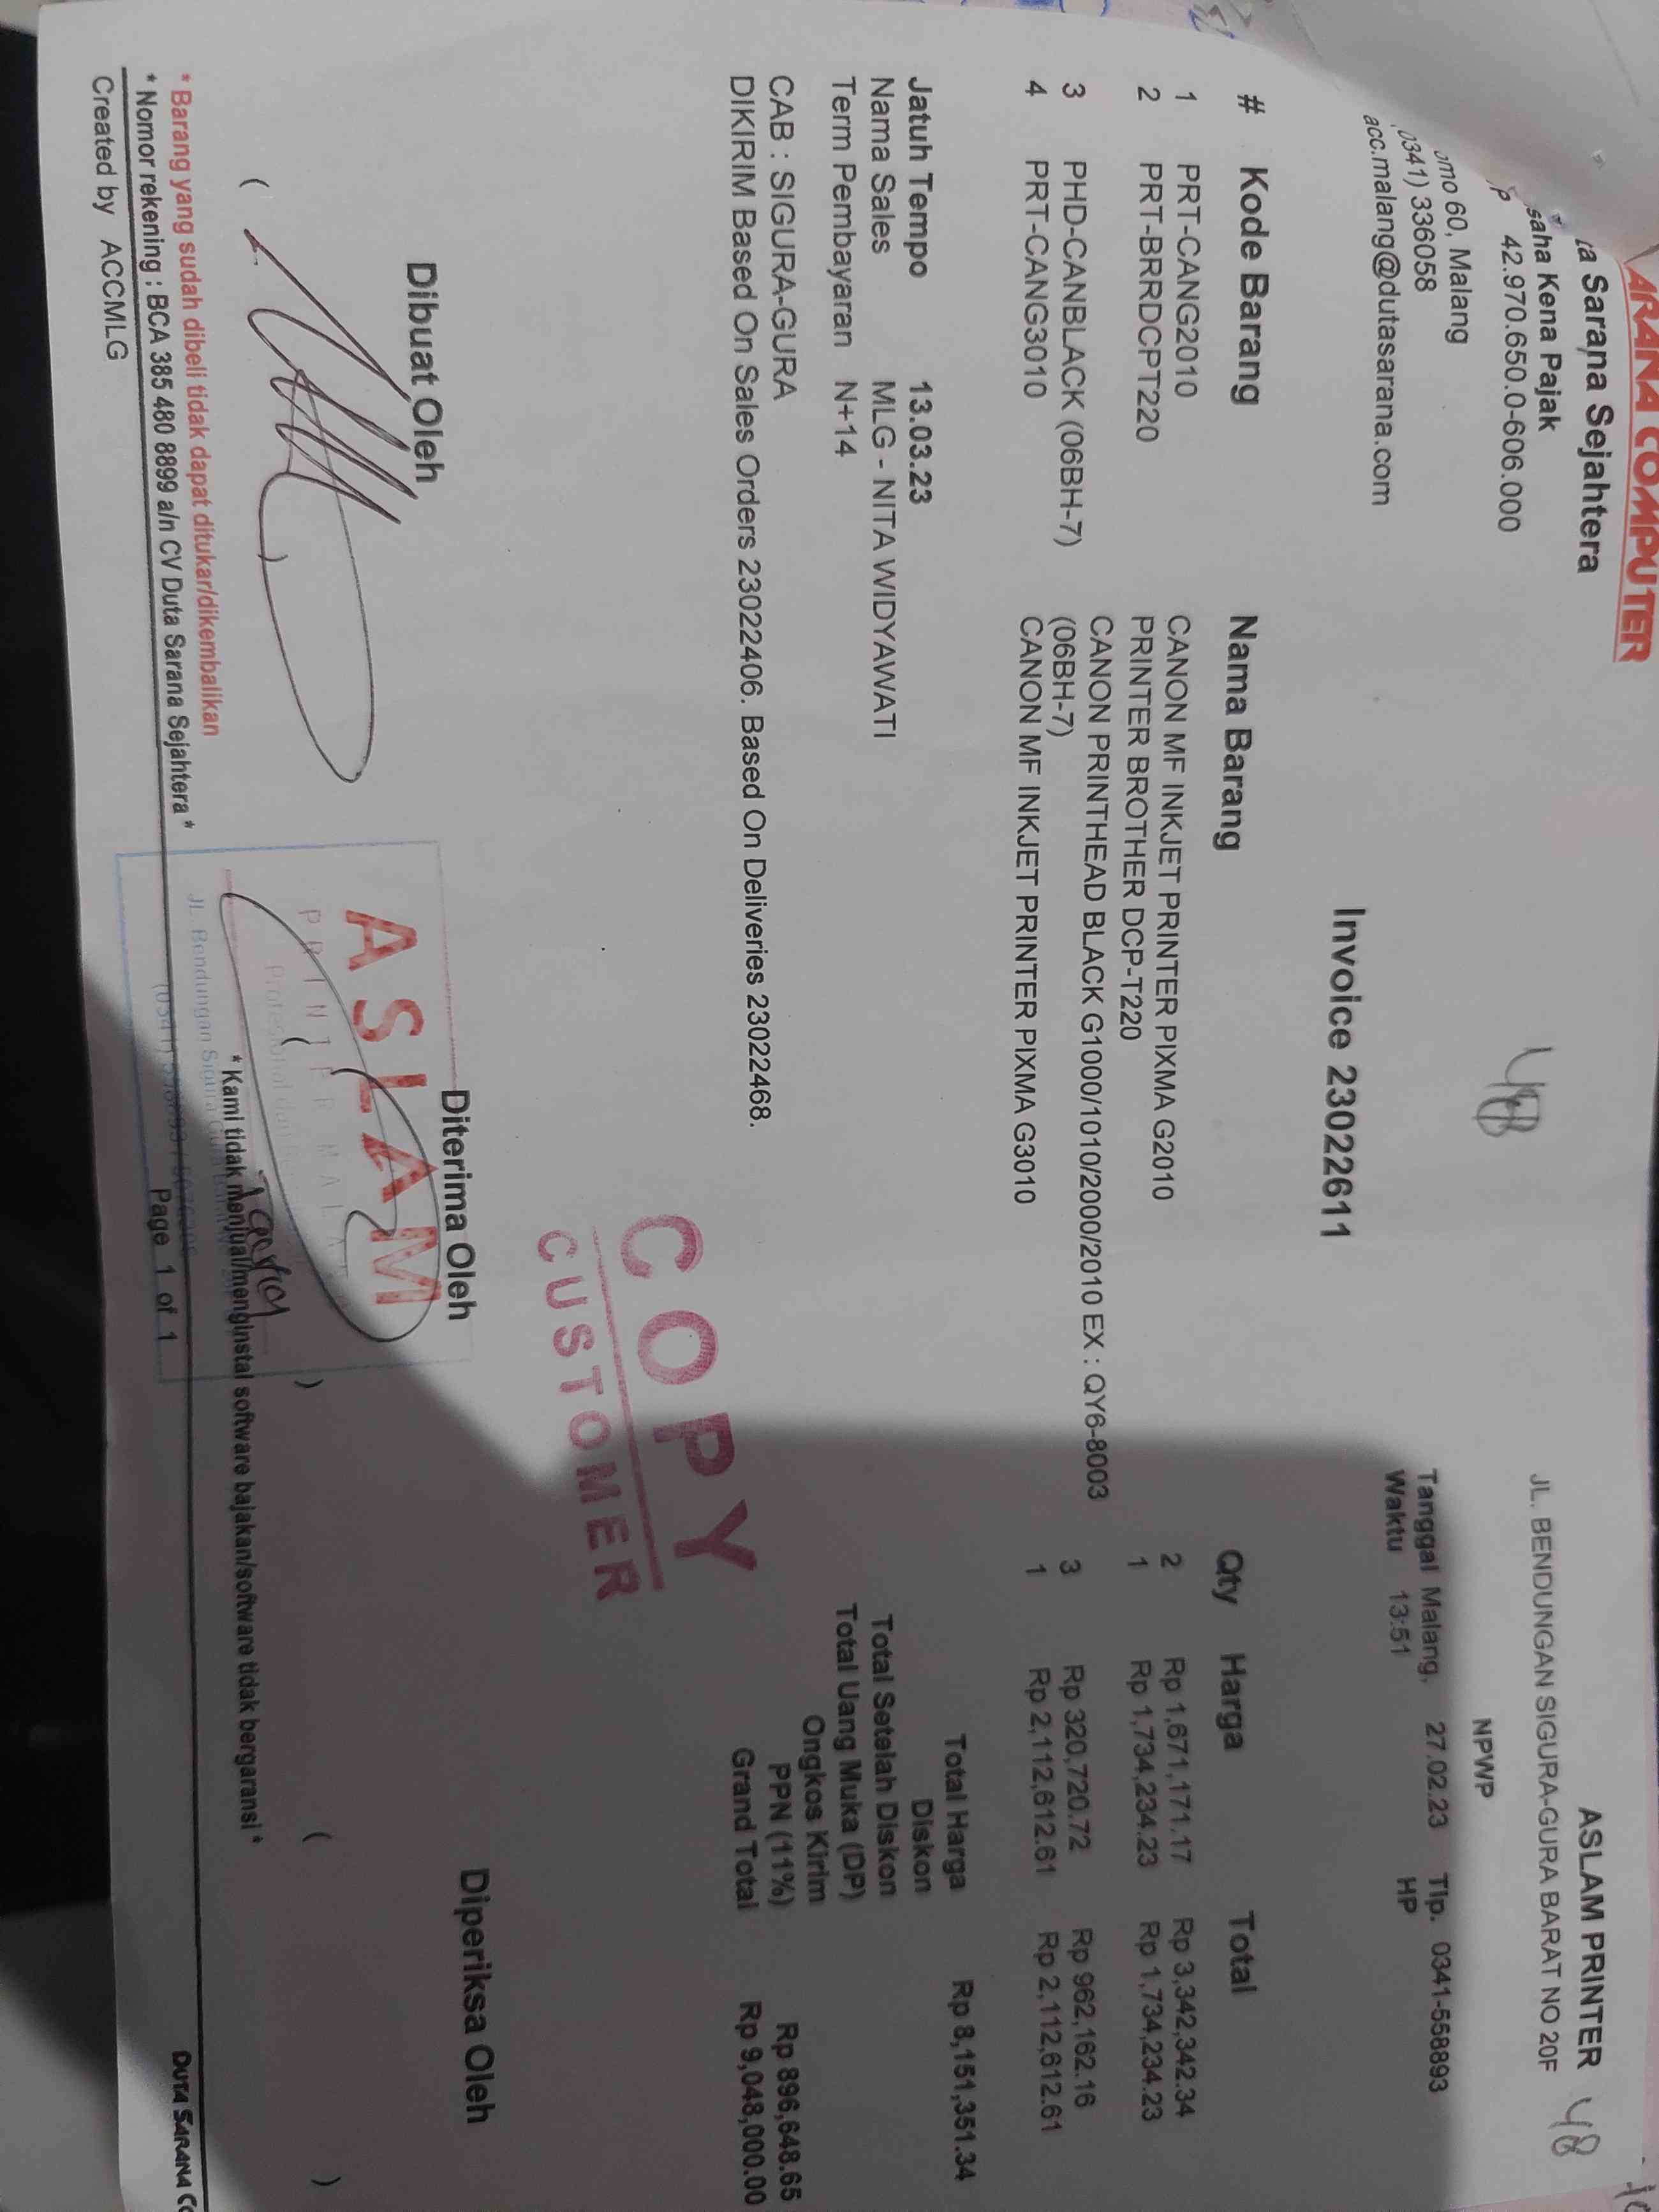 ARANA COMPUTER
Sarana Sejahtera
saha Kena Pajak
42.970.650.0-606.000
omo 60, Malang
0341) 336058
acc.malang@dutasarana.com
48
ASLAM PRINTER 48
JL. BENDUNGAN SIGURA-GURA BARAT NO 20F
NPWP
Tanggal Malang, 27.02.23 Tlp. 0341-558893
Waktu 13:51 HP
Invoice 23022611
# Kode Barang Nama Barang Qty Harga Total
1 PRT-CANG2010 CANON MF INKJET PRINTER PIXMA G2010 2 Rp 1,671,171.17 Rp 3,342,342.34
2 PRT-BRRDCPT220 PRINTER BROTHER DCP-T220 1 Rp 1,734,234.23 Rp 1,734,234.23
3 PHD-CANBLACK (06BH-7) CANON PRINTHEAD BLACK G1000/1010/2000/2010 EX : QY6-8003 3 Rp 320,720.72 Rp 962,162.16
(06BH-7)
4 PRT-CANG3010 CANON MF INKJET PRINTER PIXMA G3010 1 Rp 2,112,612.61 Rp 2,112,612.61
Jatuh Tempo 13.03.23
Nama Sales MLG - NITA WIDYAWATI
Term Pembayaran N+14
CAB : SIGURA-GURA
DIKIRIM Based On Sales Orders 23022406. Based On Deliveries 23022468.
Total Harga Rp 8,151,351.34
Diskon
Total Setelah Diskon
Total Uang Muka (DP)
Ongkos Kirim
PPN (11%) Rp 896,648.65
Grand Total Rp 9,048,000.00
COPY
CUSTOMER
Dibuat Oleh Diterima Oleh Diperiksa Oleh
ASLAM
PRINTER MALANG
Jl. Bendungan Sigura
( ) ( ) ( )
* Barang yang sudah dibeli tidak dapat ditukar/dikembalikan
* Kami tidak menjual/menginstal software bajakan/software tidak bergaransi *
* Nomor rekening : BCA 385 480 8899 a/n CV Duta Sarana Sejahtera *
Created by ACCMLG
Page 1 of 1
DUTA SARANA CO